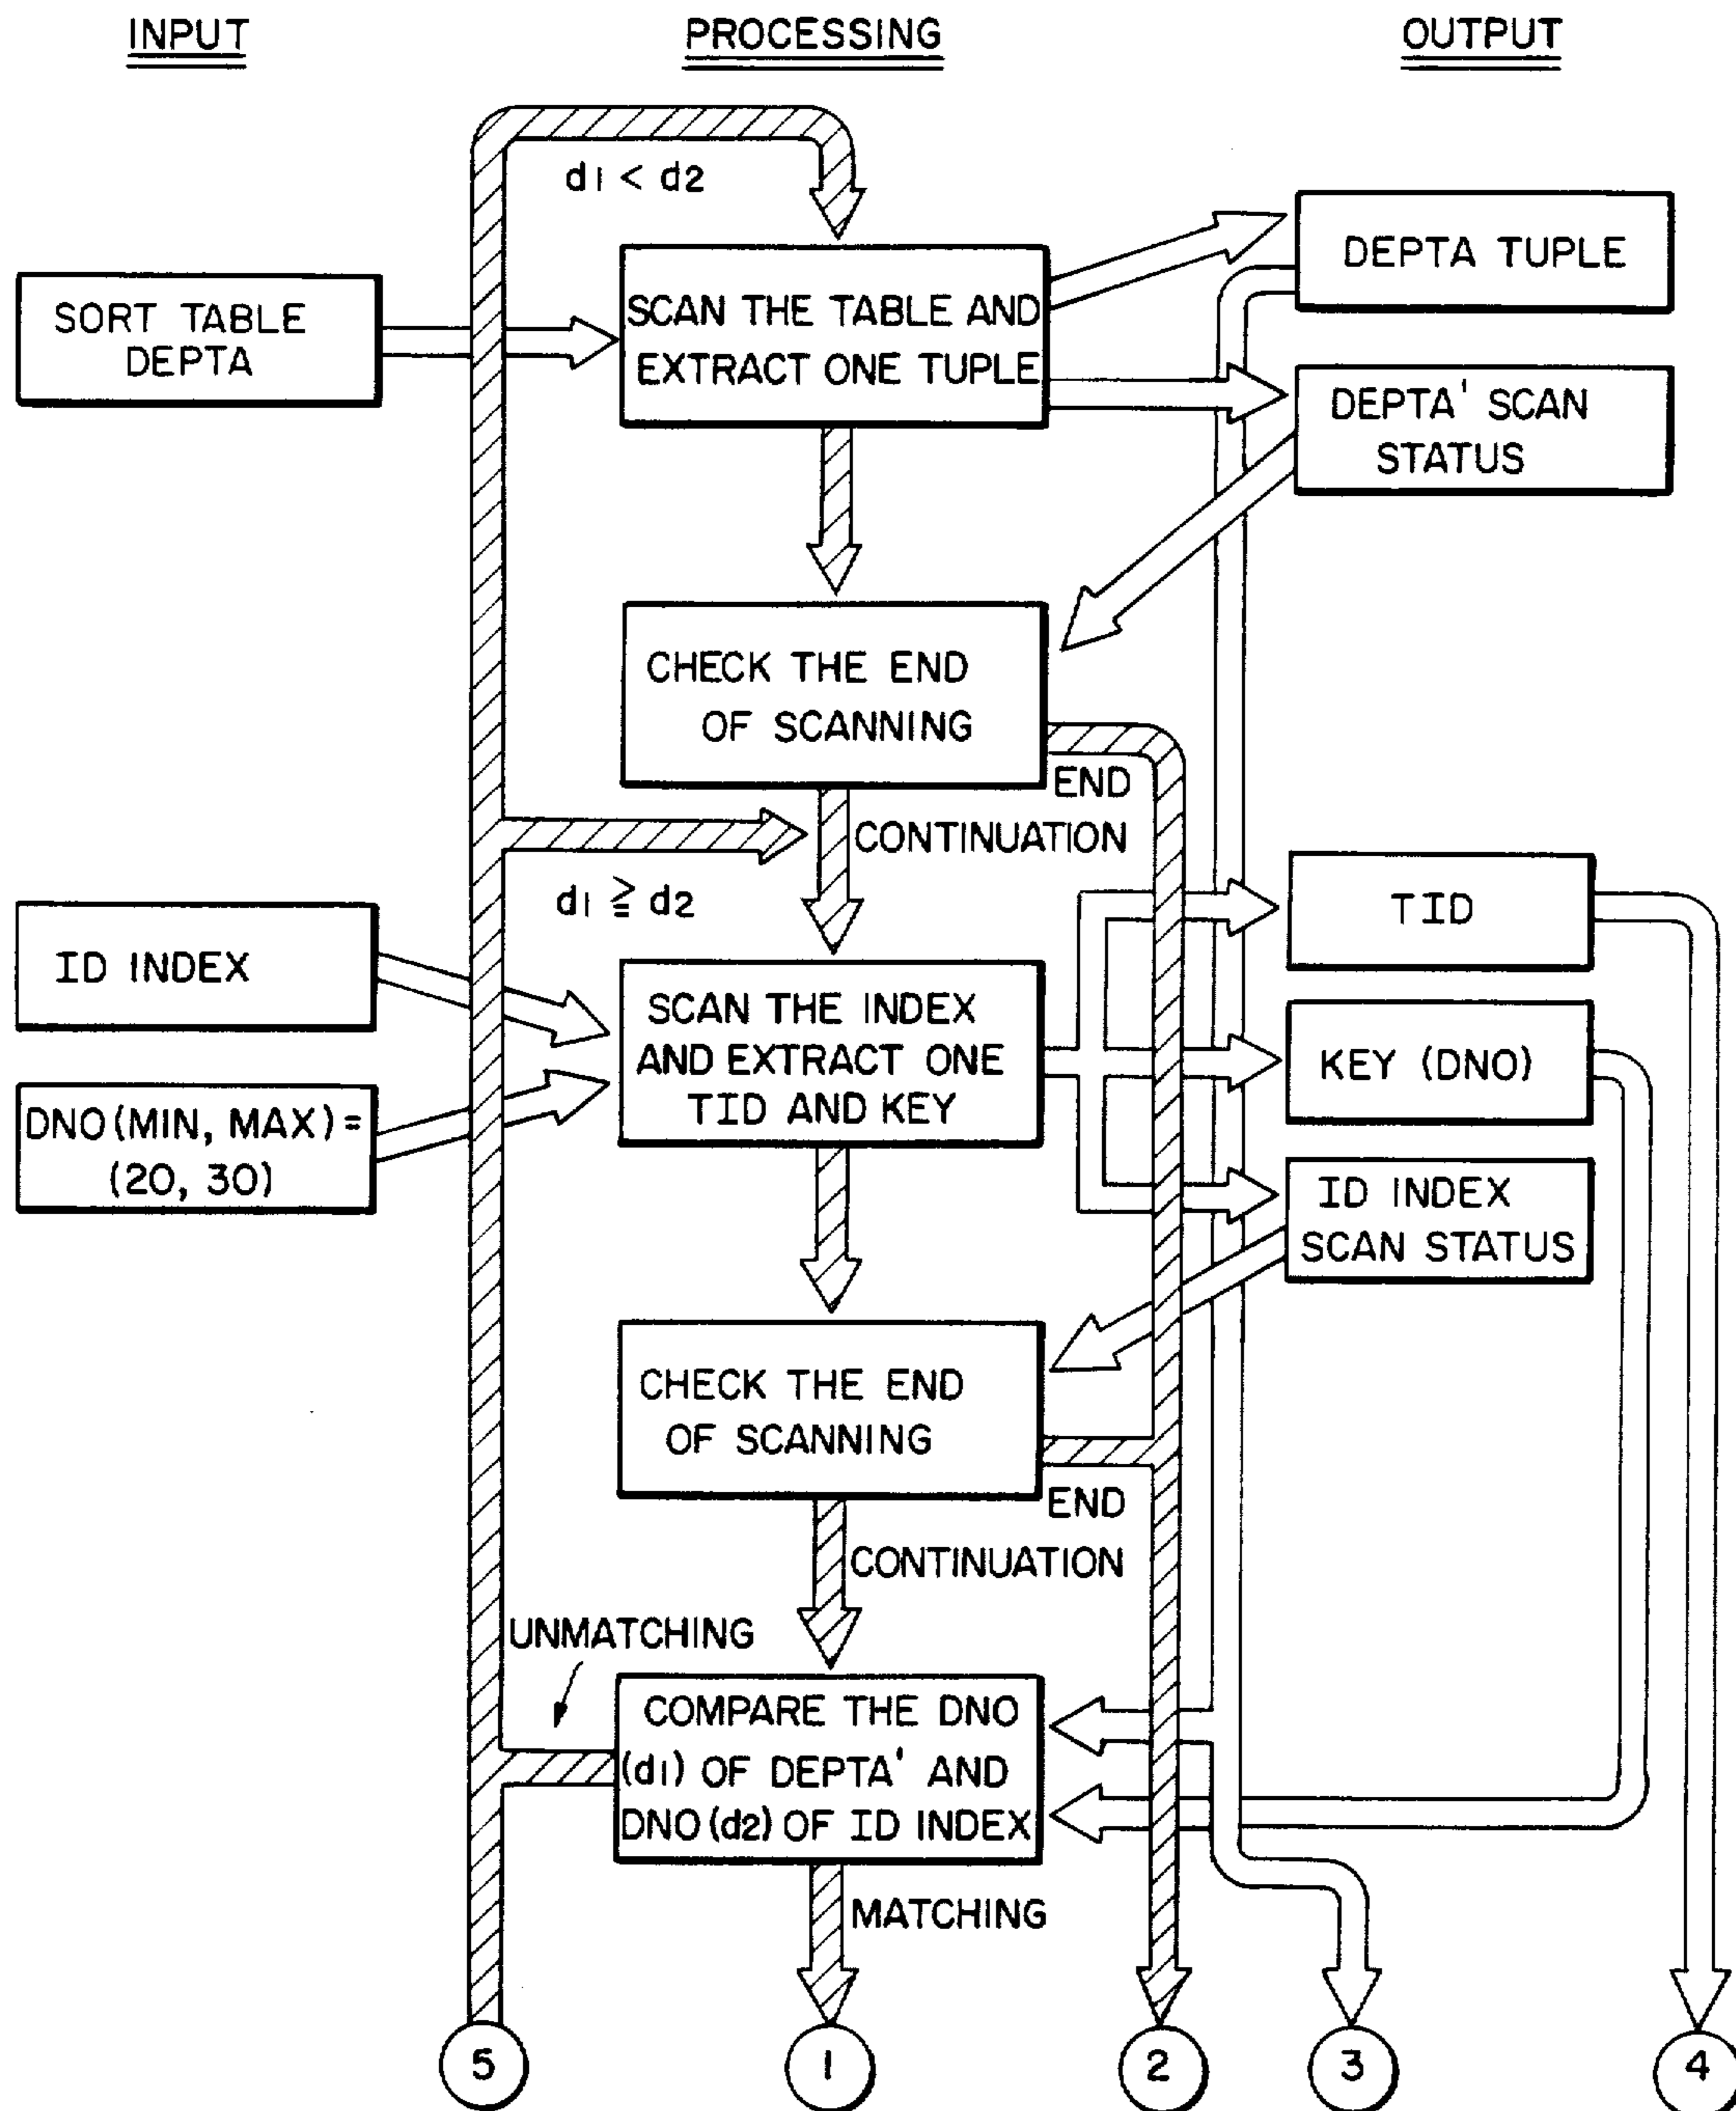 INPUT
PROCESSING
OUTPUT
d1 < d2
DEPTA TUPLE
SORT TABLE
DEPTA
SCAN THE TABLE AND
EXTRACT ONE TUPLE
DEPTA' SCAN
STATUS
CHECK THE END
OF SCANNING
END
CONTINUATION
d1 ≧ d2
TID
ID INDEX
SCAN THE INDEX
AND EXTRACT ONE
TID AND KEY
KEY (DNO)
DNO (MIN, MAX) =
(20, 30)
ID INDEX
SCAN STATUS
CHECK THE END
OF SCANNING
END
CONTINUATION
UNMATCHING
COMPARE THE DNO
(d1) OF DEPTA' AND
DNO (d2) OF ID INDEX
MATCHING
5
1
2
3
4